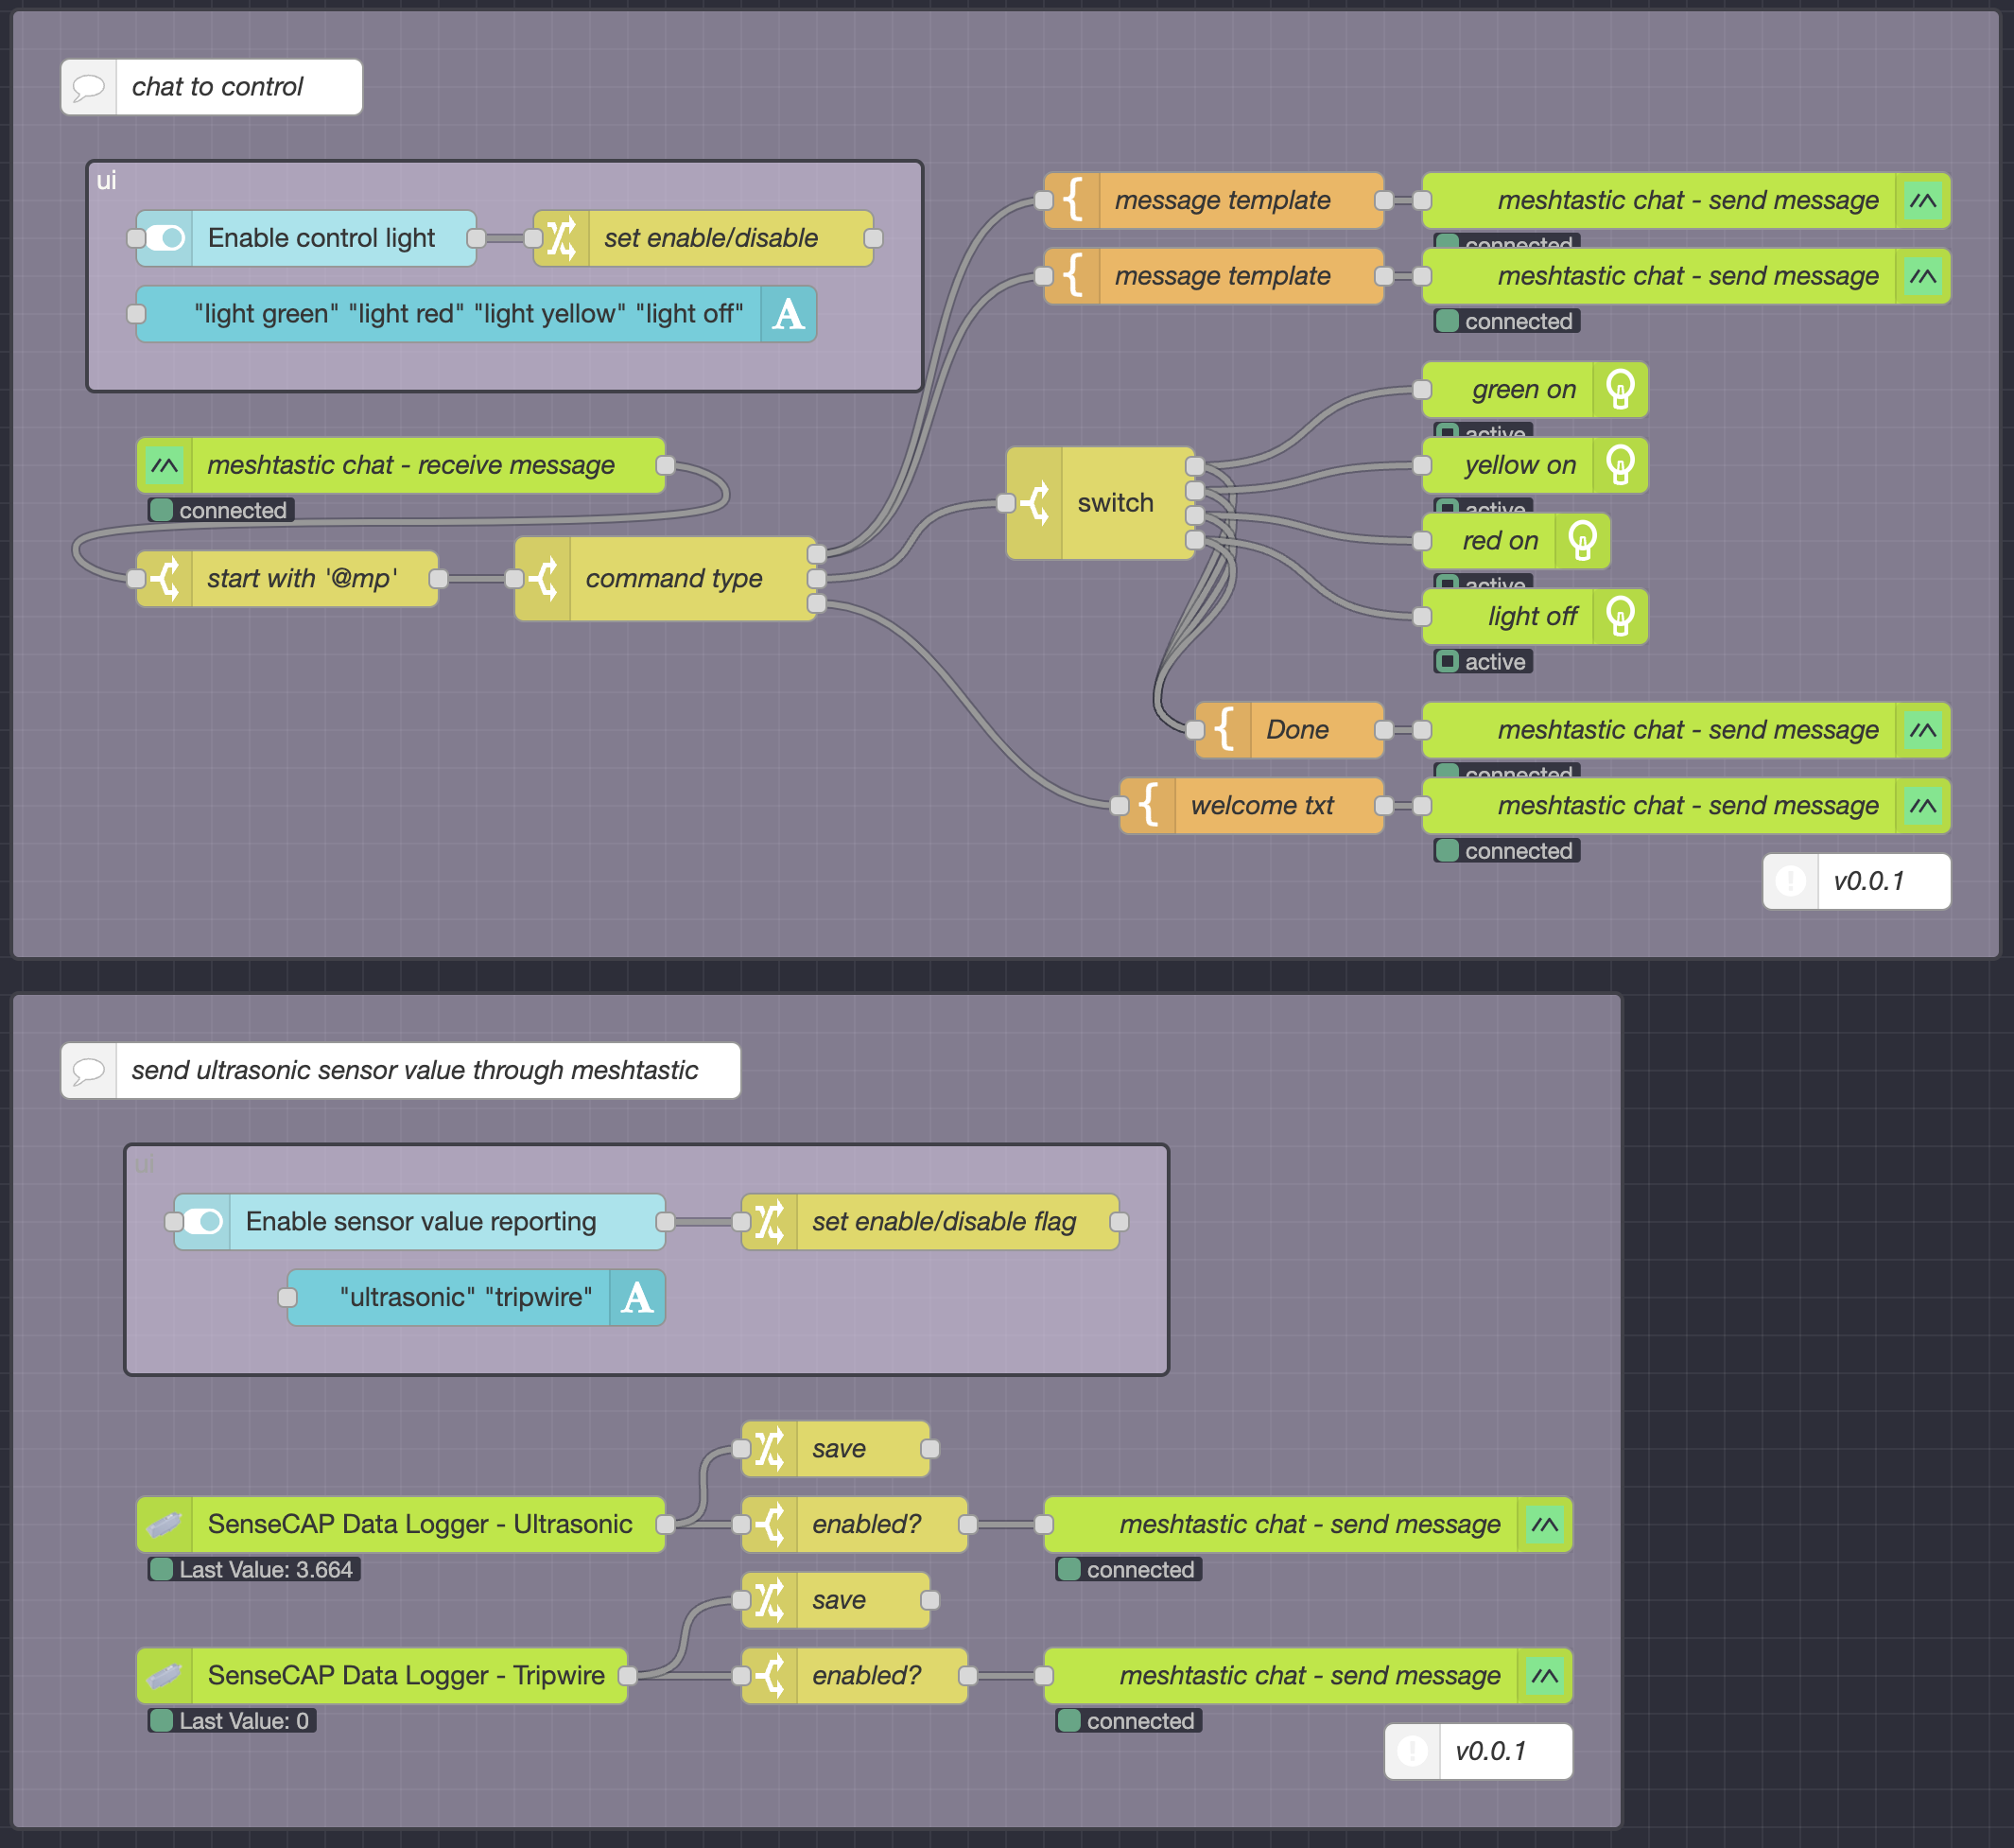 chat to control
ui
Enable control light
set enable/disable
"light green" "light red" "light yellow" "light off"
A
message template
meshtastic chat - send message
connected
message template
meshtastic chat - send message
connected
green on
active
meshtastic chat - receive message
connected
yellow on
active
switch
red on
active
start with '@mp'
command type
light off
active
Done
meshtastic chat - send message
connected
welcome txt
meshtastic chat - send message
connected
v0.0.1
send ultrasonic sensor value through meshtastic
ui
Enable sensor value reporting
set enable/disable flag
"ultrasonic" "tripwire"
A
save
SenseCAP Data Logger - Ultrasonic
enabled?
meshtastic chat - send message
Last Value: 3.664
connected
save
SenseCAP Data Logger - Tripwire
enabled?
meshtastic chat - send message
Last Value: 0
connected
v0.0.1